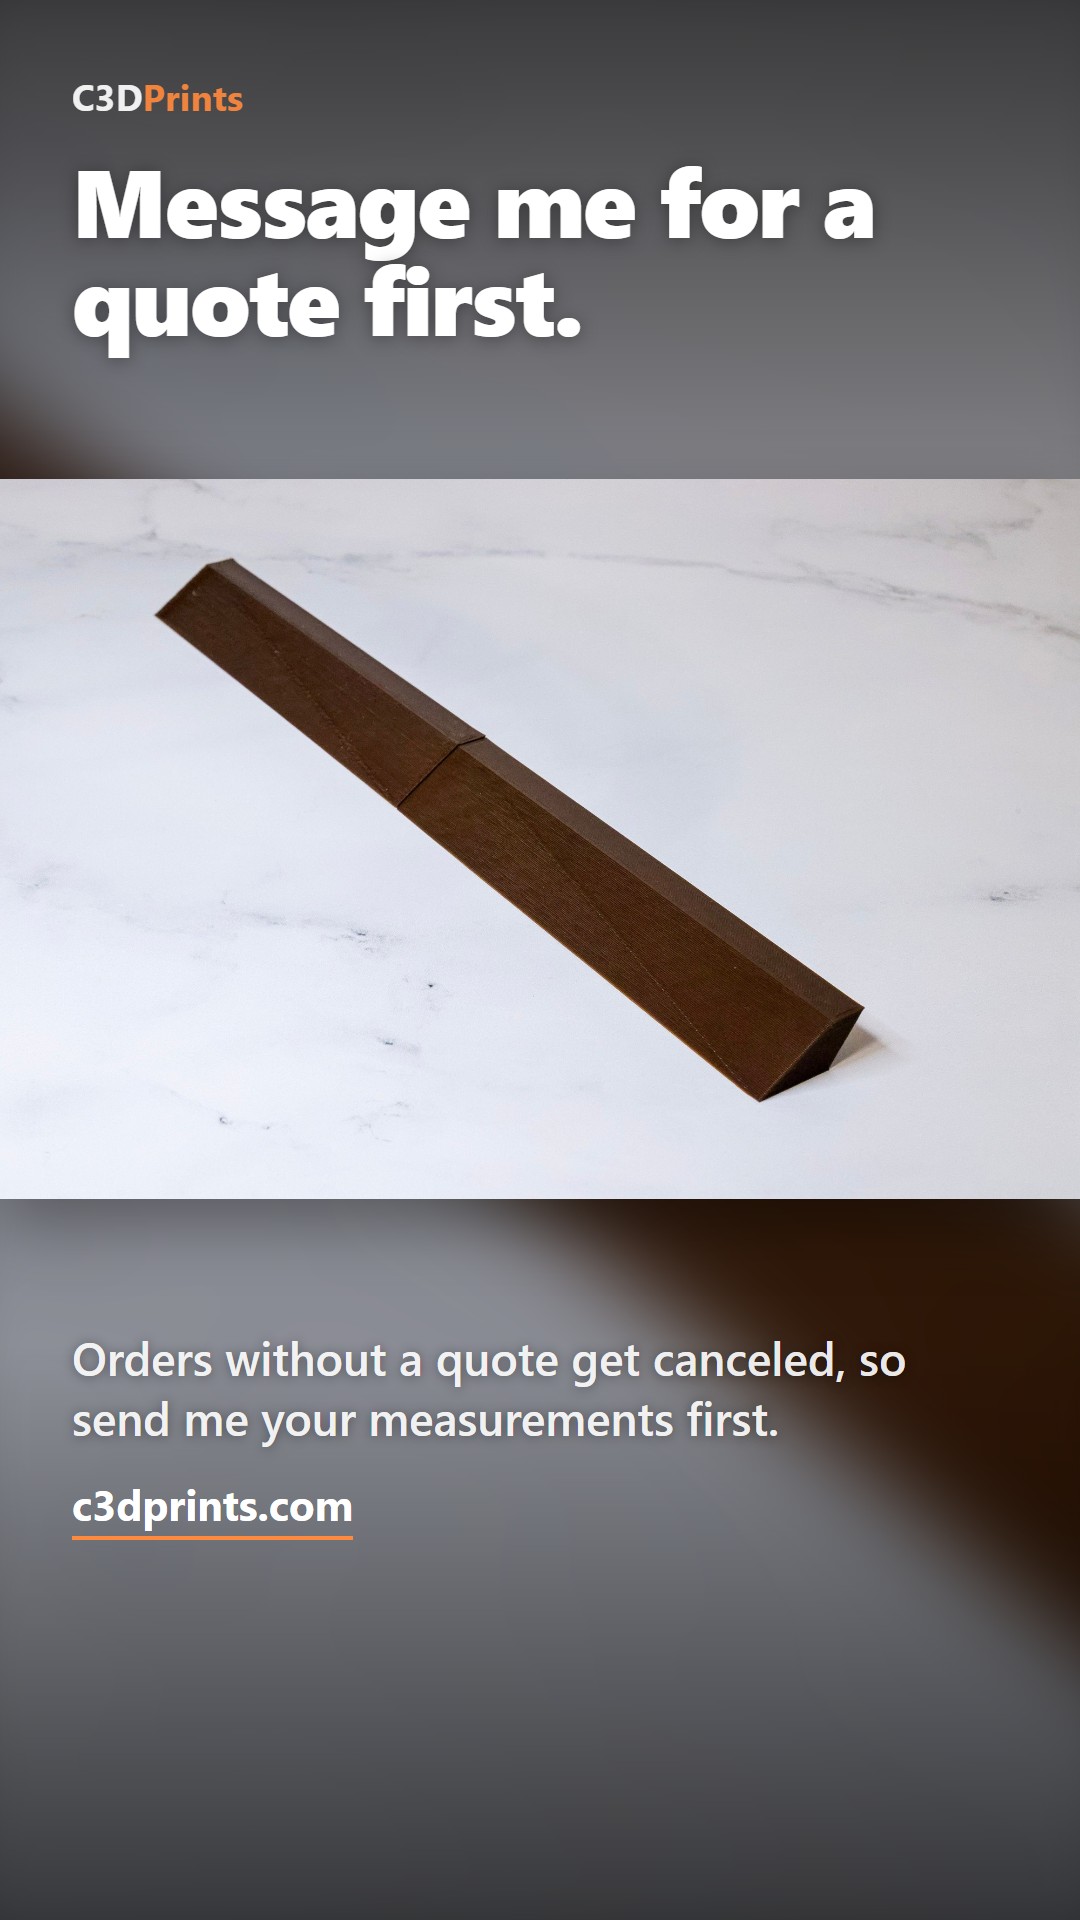 C3DPrints
Message me for a
quote first.
Orders without a quote get canceled, so
send me your measurements first.
c3dprints.com